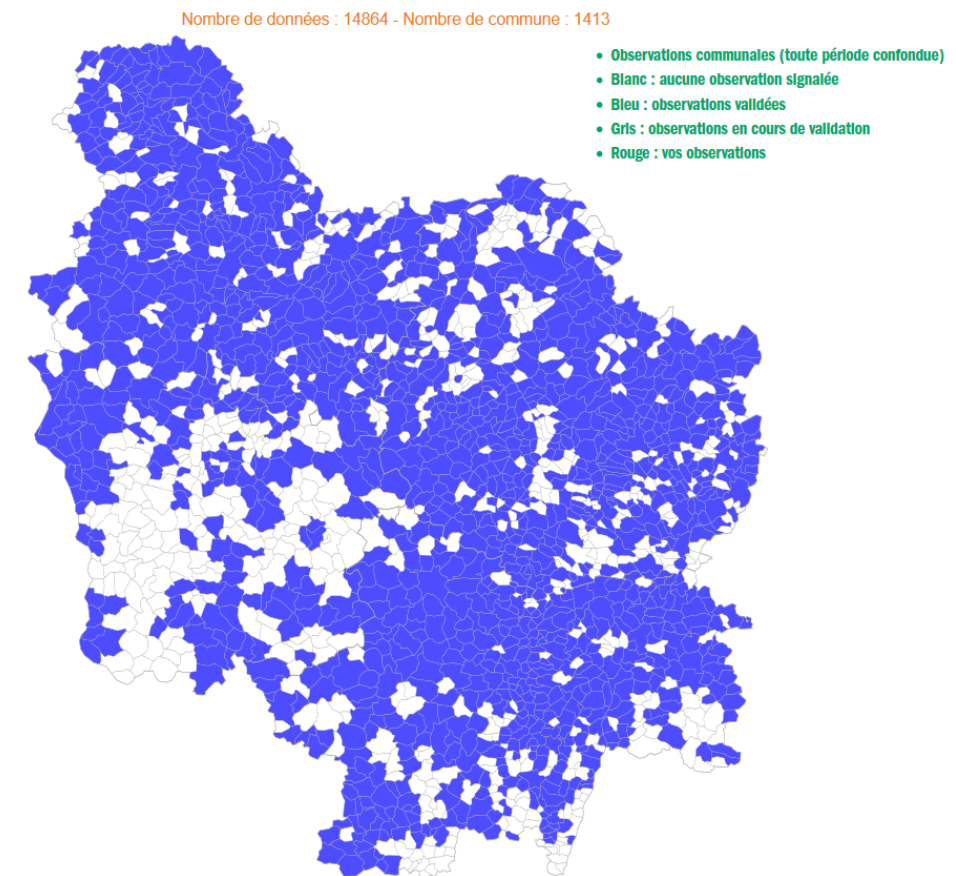 Nombre de données : 14864 - Nombre de commune : 1413
• Observations communales (toute période confondue)
• Blanc : aucune observation signalée
• Bleu : observations validées
• Gris : observations en cours de validation
• Rouge : vos observations